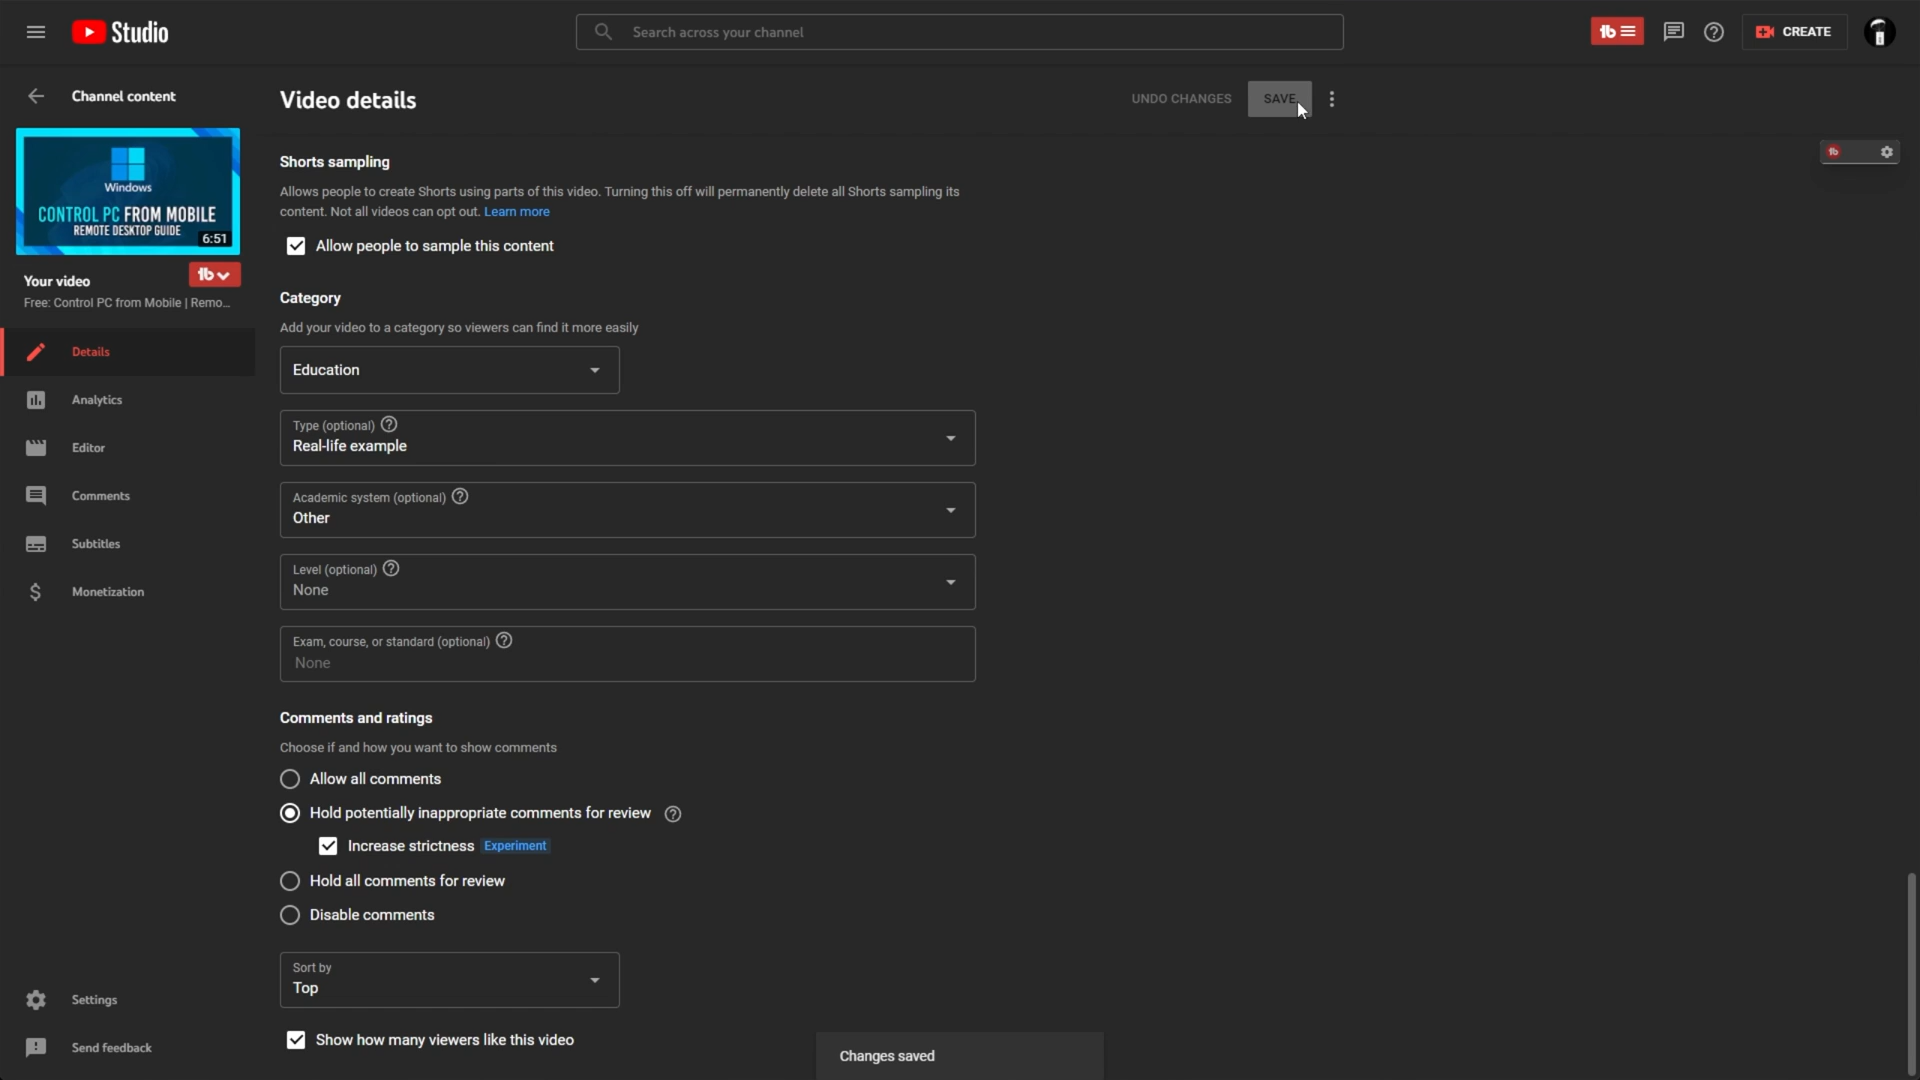 Studio
Search across your channel
CREATE
Channel content
Video details
UNDO CHANGES
SAVE
Windows
CONTROL PC FROM MOBILE
REMOTE DESKTOP GUIDE
6:51
Your video
Free: Control PC from Mobile | Remo...
Details
Analytics
Editor
Comments
Subtitles
Monetization
Settings
Send feedback
Shorts sampling
Allows people to create Shorts using parts of this video. Turning this off will permanently delete all Shorts sampling its
content. Not all videos can opt out. Learn more
Allow people to sample this content
Category
Add your video to a category so viewers can find it more easily
Education
Type (optional)
Real-life example
Academic system (optional)
Other
Level (optional)
None
Exam, course, or standard (optional)
None
Comments and ratings
Choose if and how you want to show comments
Allow all comments
Hold potentially inappropriate comments for review
Increase strictness Experiment
Hold all comments for review
Disable comments
Sort by
Top
Show how many viewers like this video
Changes saved